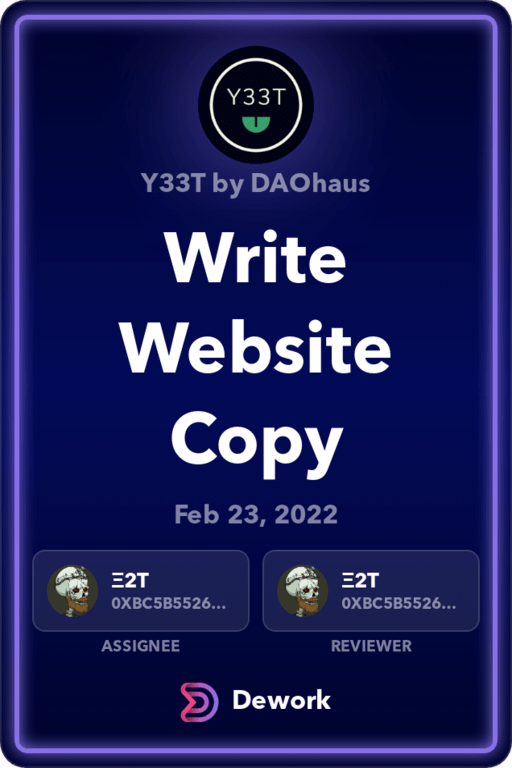 Y33T
Y33T by DAOhaus
Write
Website
Copy
Feb 23, 2022
Ξ2T
0XBC5B5526...
ASSIGNEE
Ξ2T
0XBC5B5526...
REVIEWER
Dework